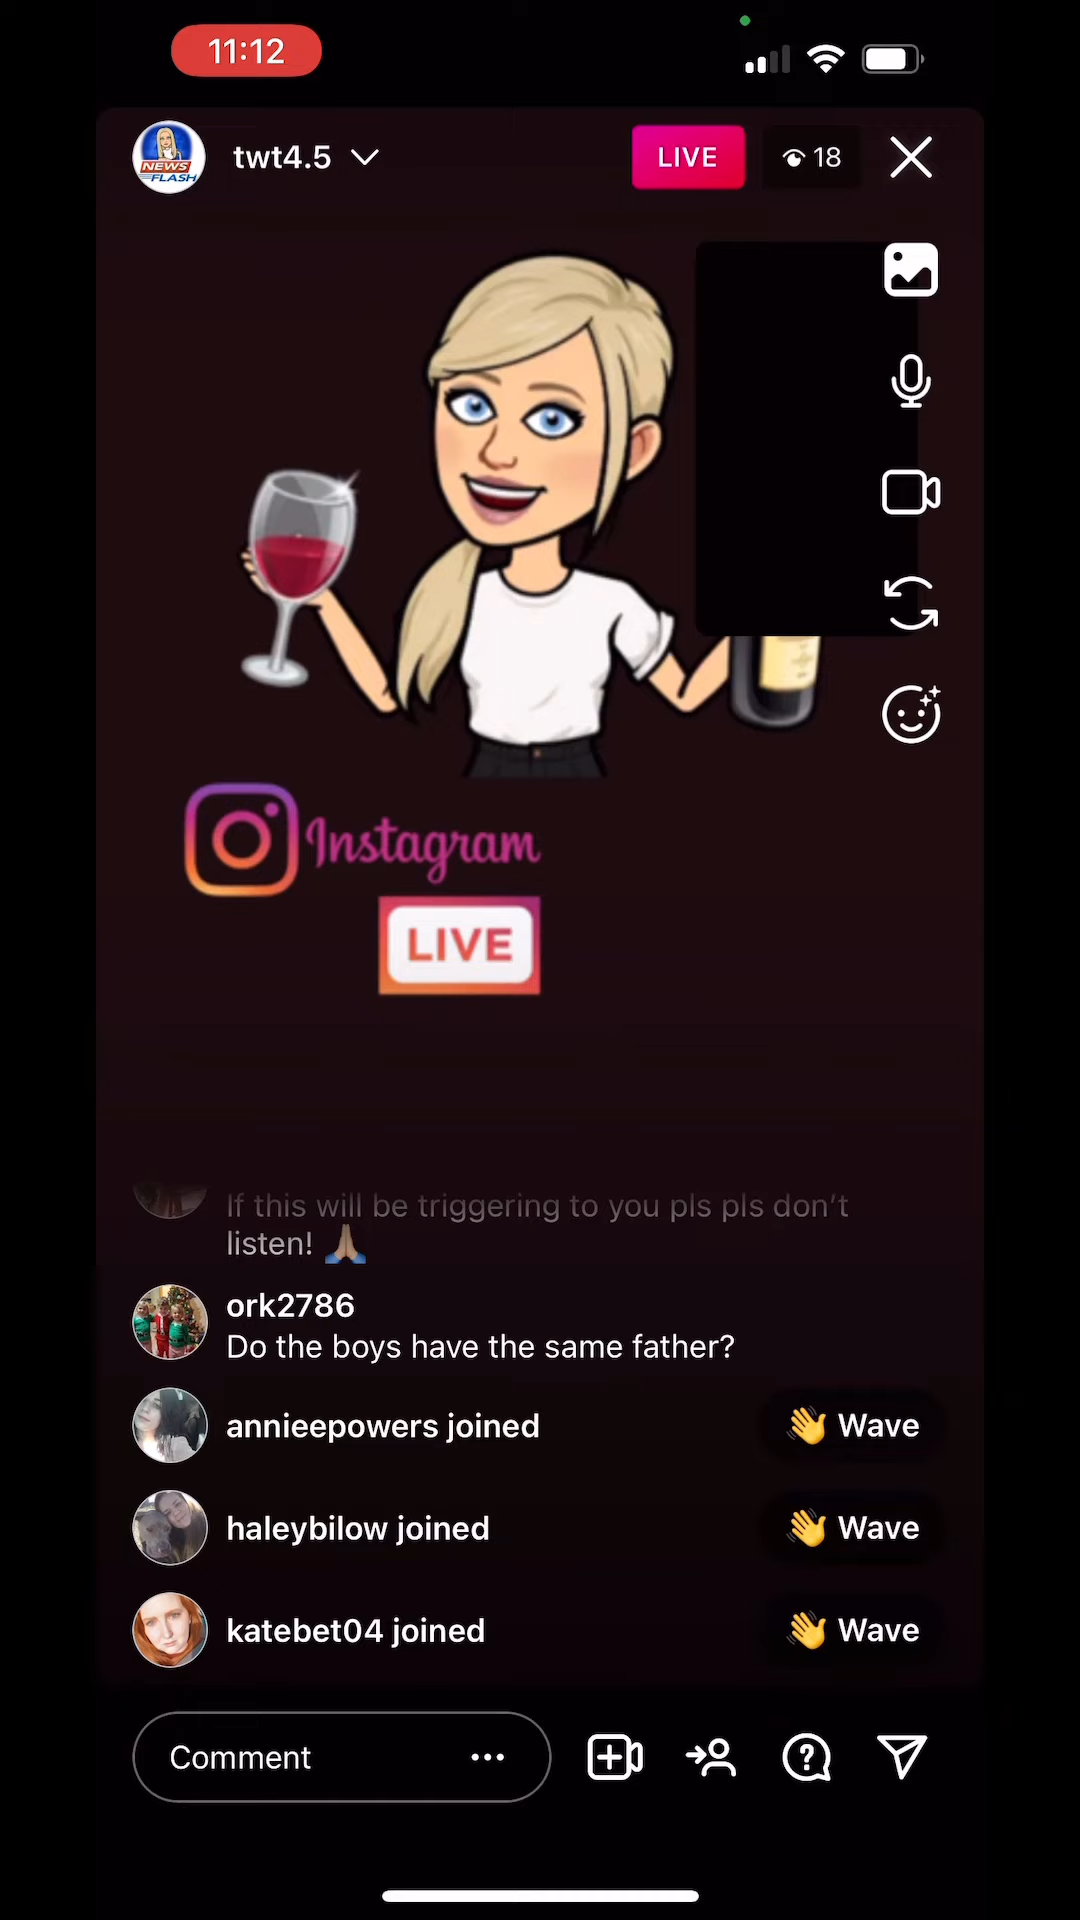 11:12
NEWS
FLASH
twt4.5
LIVE
18
Instagram
LIVE
If this will be triggering to you pls pls don't
listen! 🙏🏽
ork2786
Do the boys have the same father?
annieepowers joined
👋 Wave
haleybilow joined
👋 Wave
katebet04 joined
👋 Wave
Comment